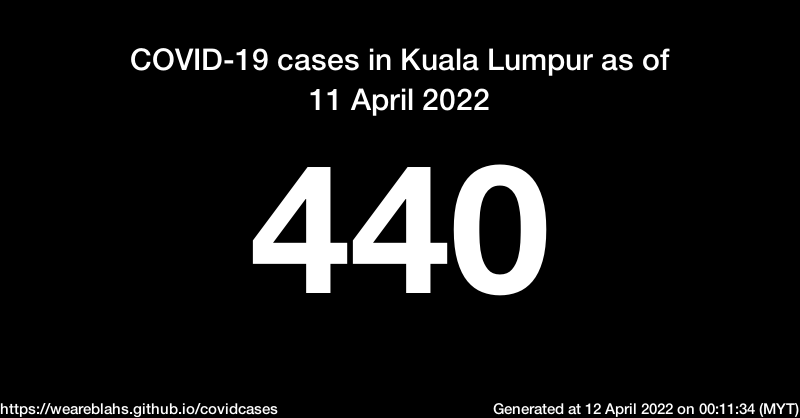 COVID-19 cases in Kuala Lumpur as of
11 April 2022
440
https://weareblahs.github.io/covidcases
Generated at 12 April 2022 on 00:11:34 (MYT)